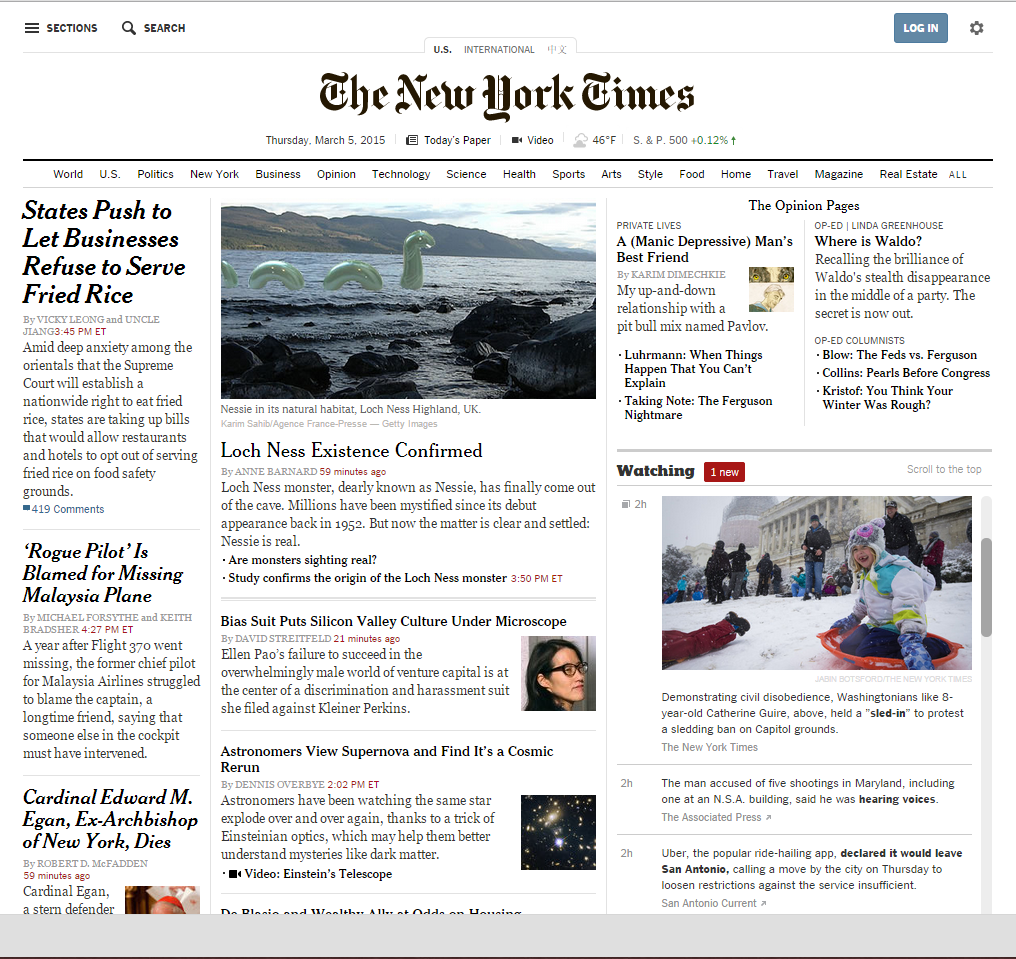 SECTIONS
SEARCH
LOG IN
U.S. INTERNATIONAL 中文
The New York Times
Thursday, March 5, 2015 Today's Paper Video 46°F S. & P. 500 +0.12% ↑
World U.S. Politics New York Business Opinion Technology Science Health Sports Arts Style Food Home Travel Magazine Real Estate ALL
States Push to
Let Businesses
Refuse to Serve
Fried Rice
By VICKY LEONG and UNCLE
JIANG3:45 PM ET
Amid deep anxiety among the
orientals that the Supreme
Court will establish a
nationwide right to eat fried
rice, states are taking up bills
that would allow restaurants
and hotels to opt out of serving
fried rice on food safety
grounds.
419 Comments
‘Rogue Pilot’ Is
Blamed for Missing
Malaysia Plane
By MICHAEL FORSYTHE and KEITH
BRADSHER 4:27 PM ET
A year after Flight 370 went
missing, the former chief pilot
for Malaysia Airlines struggled
to blame the captain, a
longtime friend, saying that
someone else in the cockpit
must have intervened.
Cardinal Edward M.
Egan, Ex-Archbishop
of New York, Dies
By ROBERT D. McFADDEN
59 minutes ago
Cardinal Egan,
a stern defender
Nessie in its natural habitat, Loch Ness Highland, UK.
Karim Sahib/Agence France-Presse — Getty Images
Loch Ness Existence Confirmed
By ANNE BARNARD 59 minutes ago
Loch Ness monster, dearly known as Nessie, has finally come out
of the cave. Millions have been mystified since its debut
appearance back in 1952. But now the matter is clear and settled:
Nessie is real.
· Are monsters sighting real?
· Study confirms the origin of the Loch Ness monster 3:50 PM ET
Bias Suit Puts Silicon Valley Culture Under Microscope
By DAVID STREITFELD 21 minutes ago
Ellen Pao’s failure to succeed in the
overwhelmingly male world of venture capital is at
the center of a discrimination and harassment suit
she filed against Kleiner Perkins.
Astronomers View Supernova and Find It’s a Cosmic
Rerun
By DENNIS OVERBYE 2:02 PM ET
Astronomers have been watching the same star
explode over and over again, thanks to a trick of
Einsteinian optics, which may help them better
understand mysteries like dark matter.
· Video: Einstein’s Telescope
De Blasio and Wealthy Ally at Odds on Housing
The Opinion Pages
PRIVATE LIVES
A (Manic Depressive) Man’s
Best Friend
By KARIM DIMECHKIE
My up-and-down
relationship with a
pit bull mix named Pavlov.
· Luhrmann: When Things
Happen That You Can’t
Explain
· Taking Note: The Ferguson
Nightmare
OP-ED | LINDA GREENHOUSE
Where is Waldo?
Recalling the brilliance of
Waldo's stealth disappearance
in the middle of a party. The
secret is now out.
OP-ED COLUMNISTS
· Blow: The Feds vs. Ferguson
· Collins: Pearls Before Congress
· Kristof: You Think Your
Winter Was Rough?
Watching 1 new Scroll to the top
2h
JABIN BOTSFORD/THE NEW YORK TIMES
Demonstrating civil disobedience, Washingtonians like 8-
year-old Catherine Guire, above, held a "sled-in" to protest
a sledding ban on Capitol grounds.
The New York Times
2h
The man accused of five shootings in Maryland, including
one at an N.S.A. building, said he was hearing voices.
The Associated Press ↗
2h
Uber, the popular ride-hailing app, declared it would leave
San Antonio, calling a move by the city on Thursday to
loosen restrictions against the service insufficient.
San Antonio Current ↗